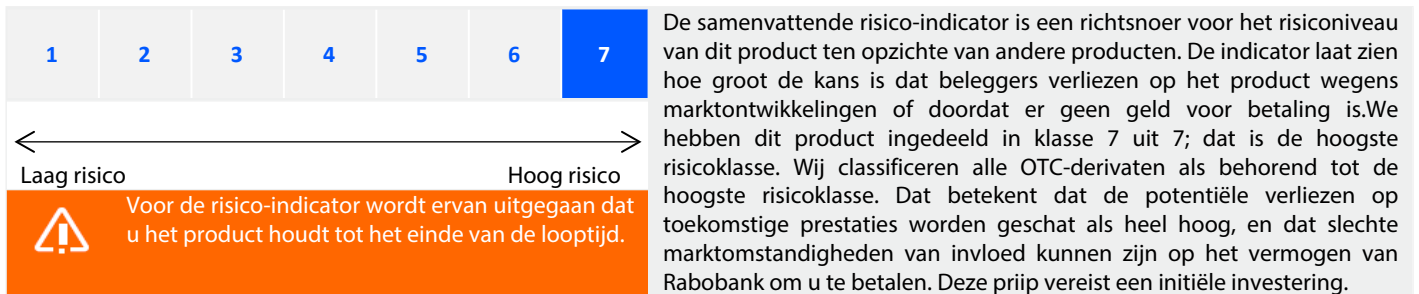 1 2 3 4 5 6 7
Laag risico Hoog risico
Voor de risico-indicator wordt ervan uitgegaan dat
u het product houdt tot het einde van de looptijd.
De samenvattende risico-indicator is een richtsnoer voor het risiconiveau
van dit product ten opzichte van andere producten. De indicator laat zien
hoe groot de kans is dat beleggers verliezen op het product wegens
marktontwikkelingen of doordat er geen geld voor betaling is.We
hebben dit product ingedeeld in klasse 7 uit 7; dat is de hoogste
risicoklasse. Wij classificeren alle OTC-derivaten als behorend tot de
hoogste risicoklasse. Dat betekent dat de potentiële verliezen op
toekomstige prestaties worden geschat als heel hoog, en dat slechte
marktomstandigheden van invloed kunnen zijn op het vermogen van
Rabobank om u te betalen. Deze priip vereist een initiële investering.